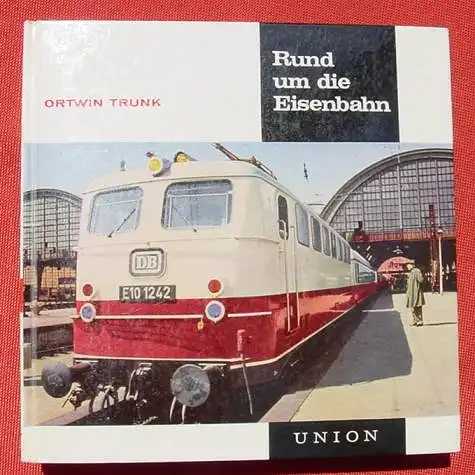 Rund
um die
Eisenbahn
ORTWIN TRUNK
DB
E10 1242
UNION